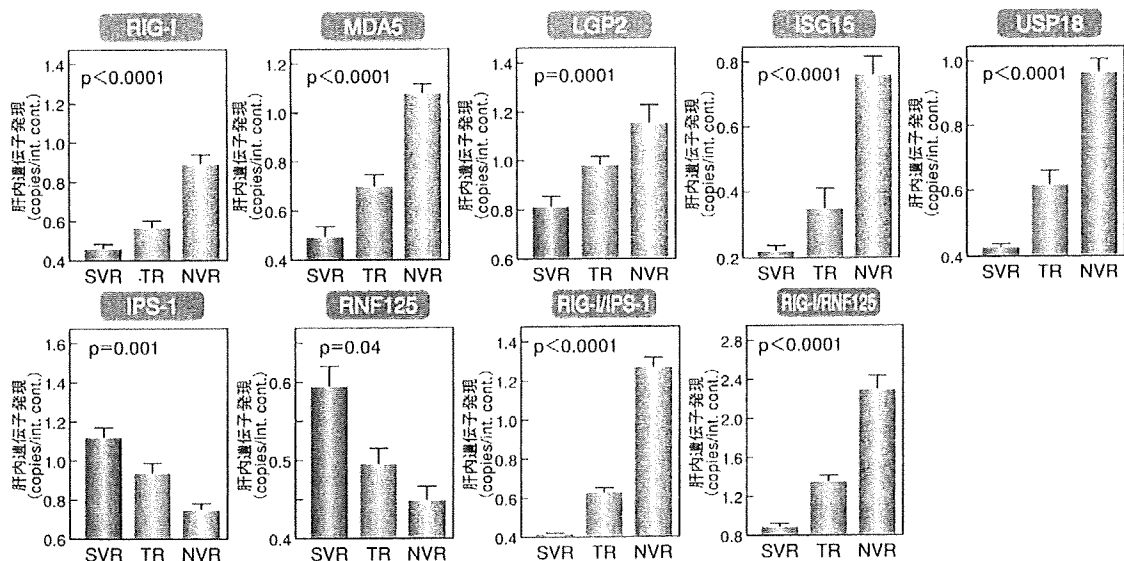 RIG-I
MDA5
LGP2
ISG15
USP18
肝内遺伝子発現
(copies/int. cont.)
1.4
1.2
1.0
0.8
0.6
0.4
p<0.0001
SVR
.TR
NVR
肝内遺伝子発現
(copies/int. cont.)
1.2
1.0
0.8
0.6
0.4
p<0.0001
SVR
TR
NVR
肝内遺伝子発現
(copies/int. cont.)
1.4
1.2
1.0
0.8
0.6
p=0.0001
SVR
TR
NVR
肝内遺伝子発現
(copies/int. cont.)
0.8
0.6
0.4
0.2
p<0.0001
SVR
TR
NVR
肝内遺伝子発現
(copies/int. cont.)
1.0
0.8
0.6
0.4
p<0.0001
SVR
TR
NVR
IPS-1
RNF125
RIG-I/IPS-1
RIG-I/RNF125
肝内遺伝子発現
(copies/int. cont.)
1.6
1.4
1.2
1.0
0.8
0.6
p=0.001
SVR
TR
NVR
肝内遺伝子発現
(copies/int. cont.)
0.6
0.5
0.4
p=0.04
SVR
TR
NVR
肝内遺伝子発現
(copies/int. cont.)
1.4
1.2
1.0
0.8
0.6
0.4
p<0.0001
SVR
TR
NVR
肝内遺伝子発現
(copies/int. cont.)
2.8
2.4
2.0
1.6
1.2
0.8
p<0.0001
SVR
TR
NVR